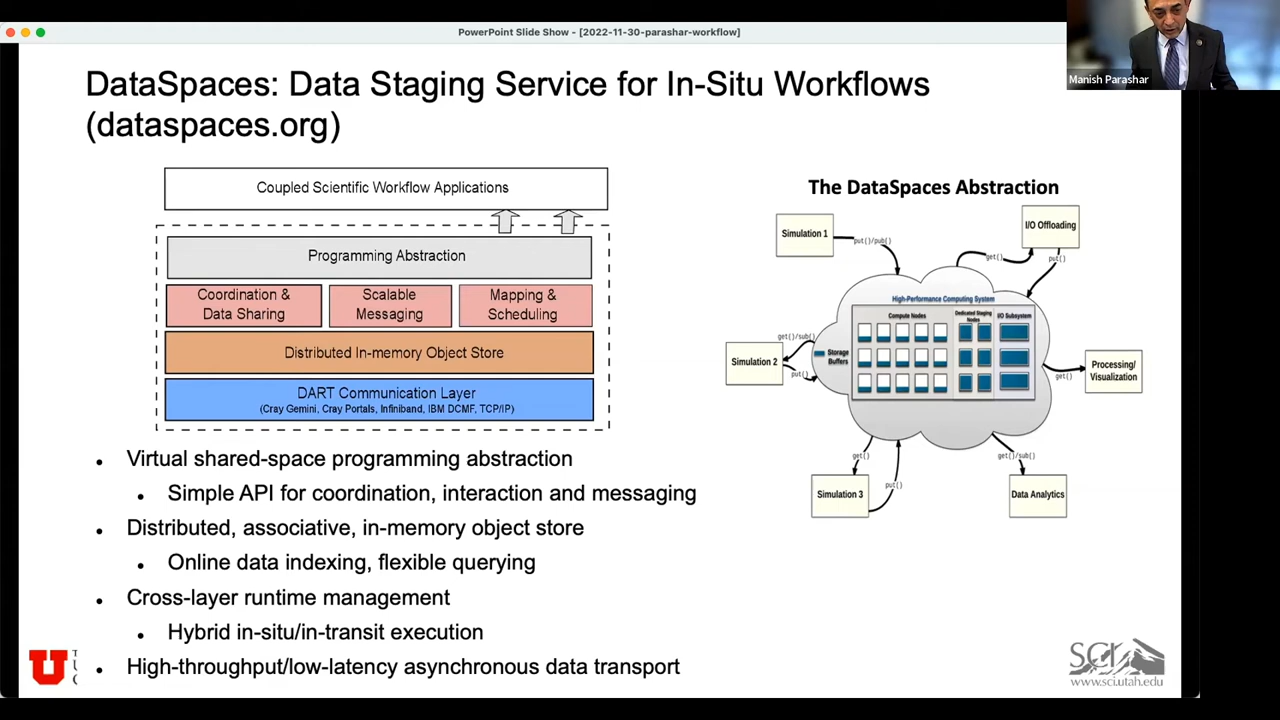 PowerPoint Slide Show - [2022-11-30-parashar-workflow]
Manish Parashar
DataSpaces: Data Staging Service for In-Situ Workflows
(dataspaces.org)
Coupled Scientific Workflow Applications
Programming Abstraction
Coordination &
Data Sharing
Scalable
Messaging
Mapping &
Scheduling
Distributed In-memory Object Store
DART Communication Layer
(Cray Gemini, Cray Portals, Infiniband, IBM DCMF, TCP/IP)
The DataSpaces Abstraction
Simulation 1
put()/pub()
I/O Offloading
get()
put()
High-Performance Computing System
Compute Nodes
Dedicated Staging
Nodes
I/O Subsystem
Storage
Buffers
get()/sub()
Simulation 2
put()
Processing/
Visualization
get()
get()
Simulation 3
put()
get()/sub()
Data Analytics
• Virtual shared-space programming abstraction
• Simple API for coordination, interaction and messaging
• Distributed, associative, in-memory object store
• Online data indexing, flexible querying
• Cross-layer runtime management
• Hybrid in-situ/in-transit execution
• High-throughput/low-latency asynchronous data transport
U
SCI
www.sci.utah.edu